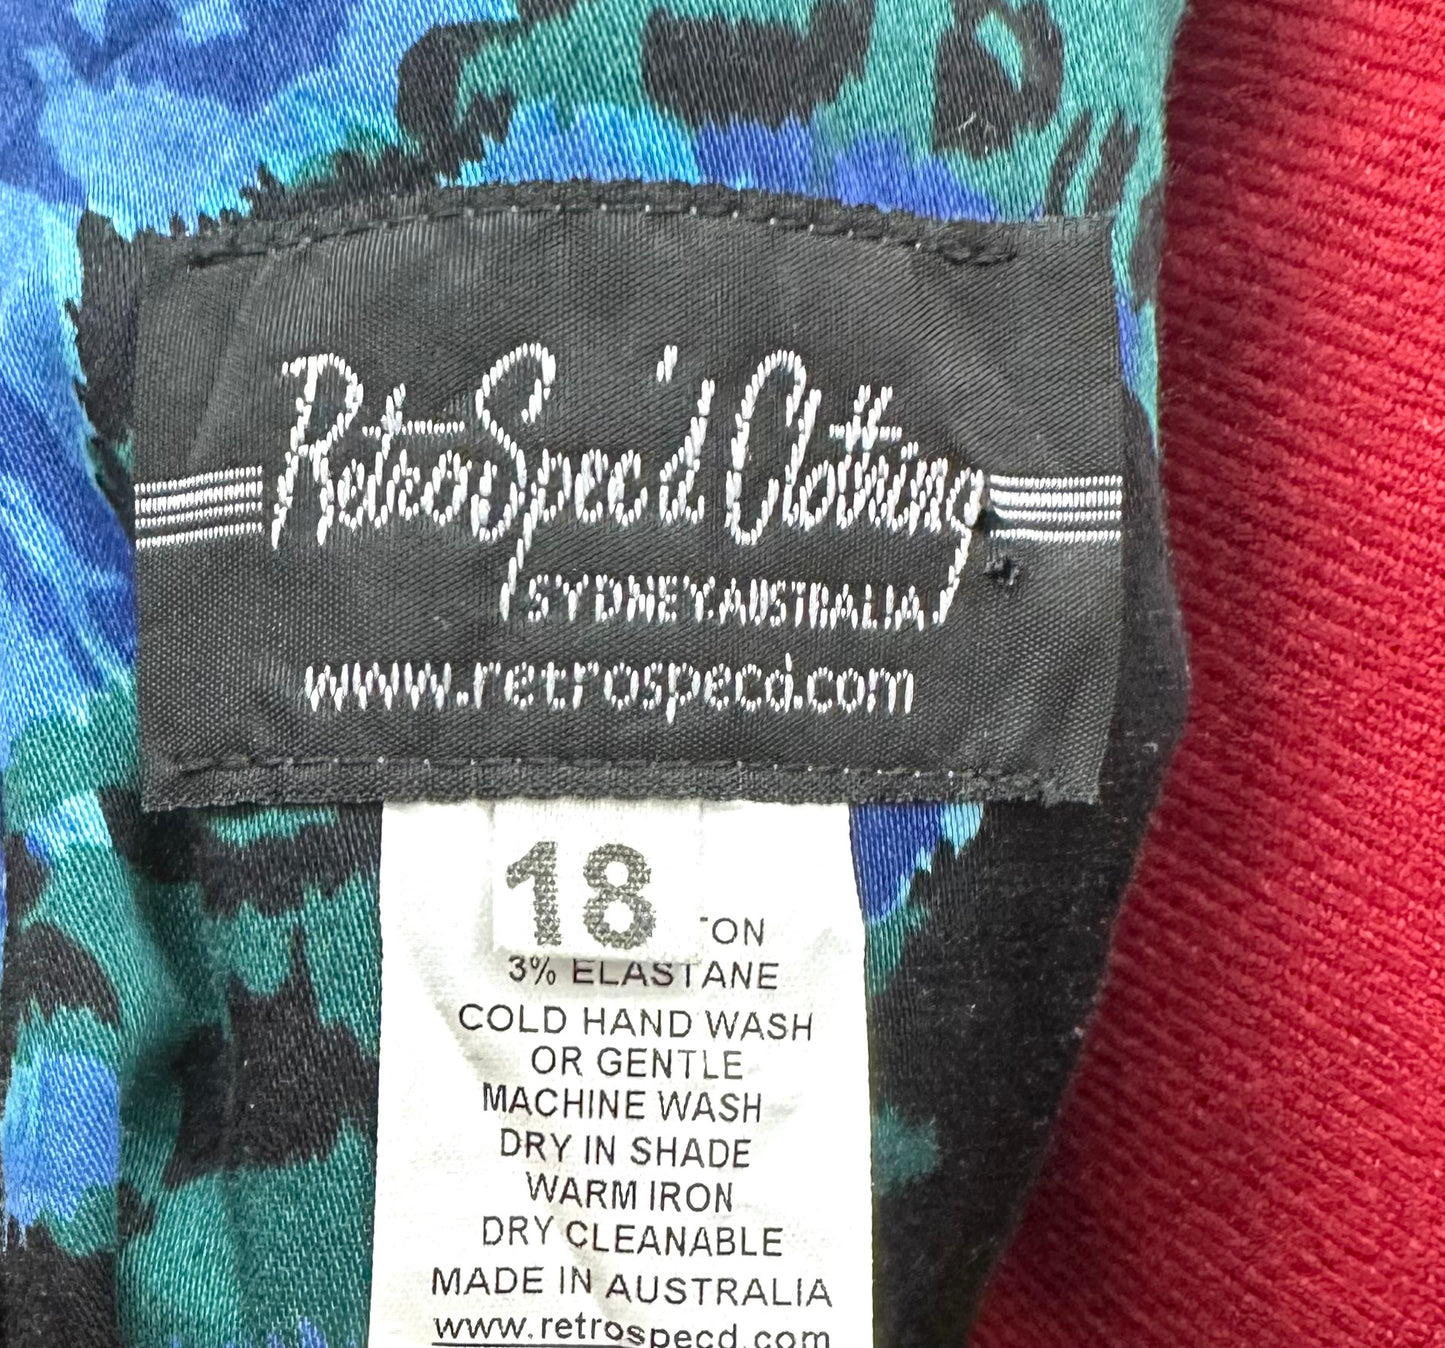 RetroSpec'd Clothing
SYDNEY. AUSTRALIA
www.retrospecd.com
18
3% ELASTANE
COLD HAND WASH
OR GENTLE
MACHINE WASH
DRY IN SHADE
WARM IRON
DRY CLEANABLE
MADE IN AUSTRALIA
www.retrospecd.com